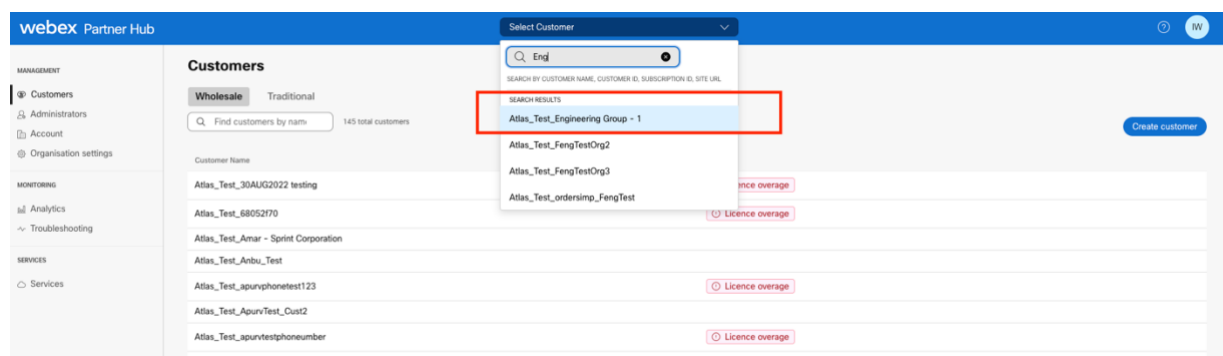 webex Partner Hub
Select Customer
IW
MANAGEMENT
Customers
Administrators
Account
Organisation settings
MONITORING
Analytics
Troubleshooting
SERVICES
Services
Customers
Wholesale Traditional
Find customers by nam
145 total customers
Create customer
Eng
SEARCH BY CUSTOMER NAME, CUSTOMER ID, SUBSCRIPTION ID, SITE URL
SEARCH RESULTS
Atlas_Test_Engineering Group - 1
Atlas_Test_FengTestOrg2
Atlas_Test_FengTestOrg3
Atlas_Test_ordersimp_FengTest
Customer Name
Atlas_Test_30AUG2022 testing
nce overage
Atlas_Test_68052f70
Licence overage
Atlas_Test_Amar - Sprint Corporation
Atlas_Test_Anbu_Test
Atlas_Test_apurvphonetest123
Licence overage
Atlas_Test_ApurvTest_Cust2
Atlas_Test_apurvtestphoneumber
Licence overage